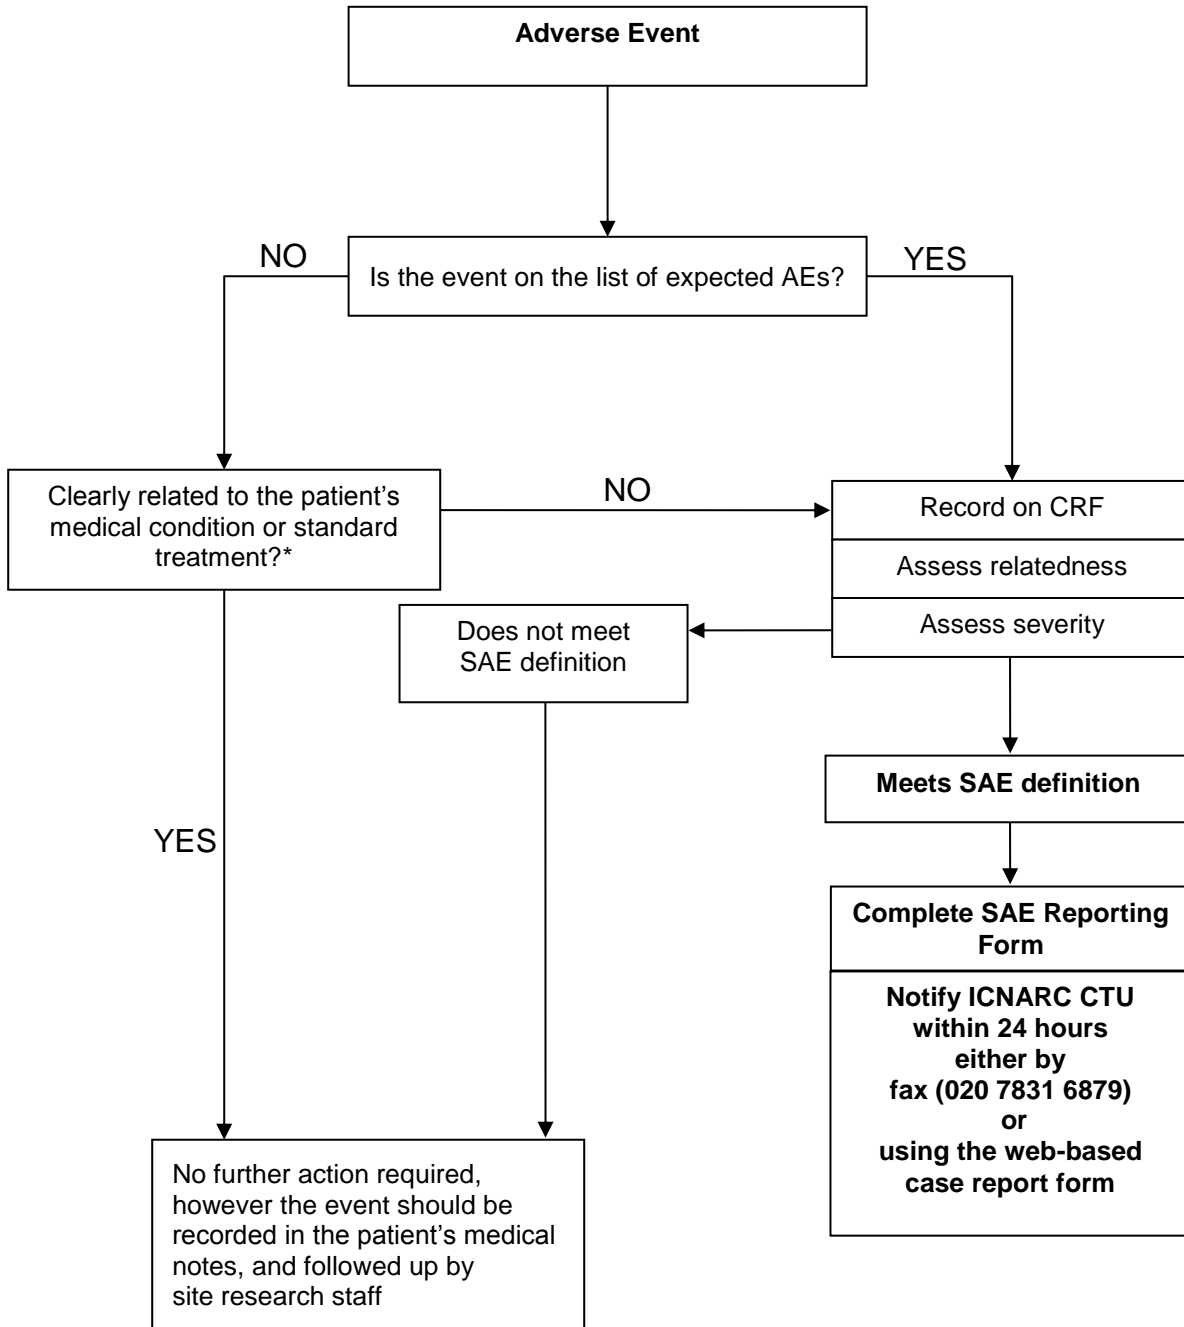 Adverse Event
NO
YES
Is the event on the list of expected AEs?
Clearly related to the patient's
medical condition or standard
treatment?*
NO
Record on CRF
Assess relatedness
Assess severity
Does not meet
SAE definition
Meets SAE definition
YES
Complete SAE Reporting
Form
Notify ICNARC CTU
within 24 hours
either by
fax (020 7831 6879)
or
using the web-based
case report form
No further action required,
however the event should be
recorded in the patient's medical
notes, and followed up by
site research staff